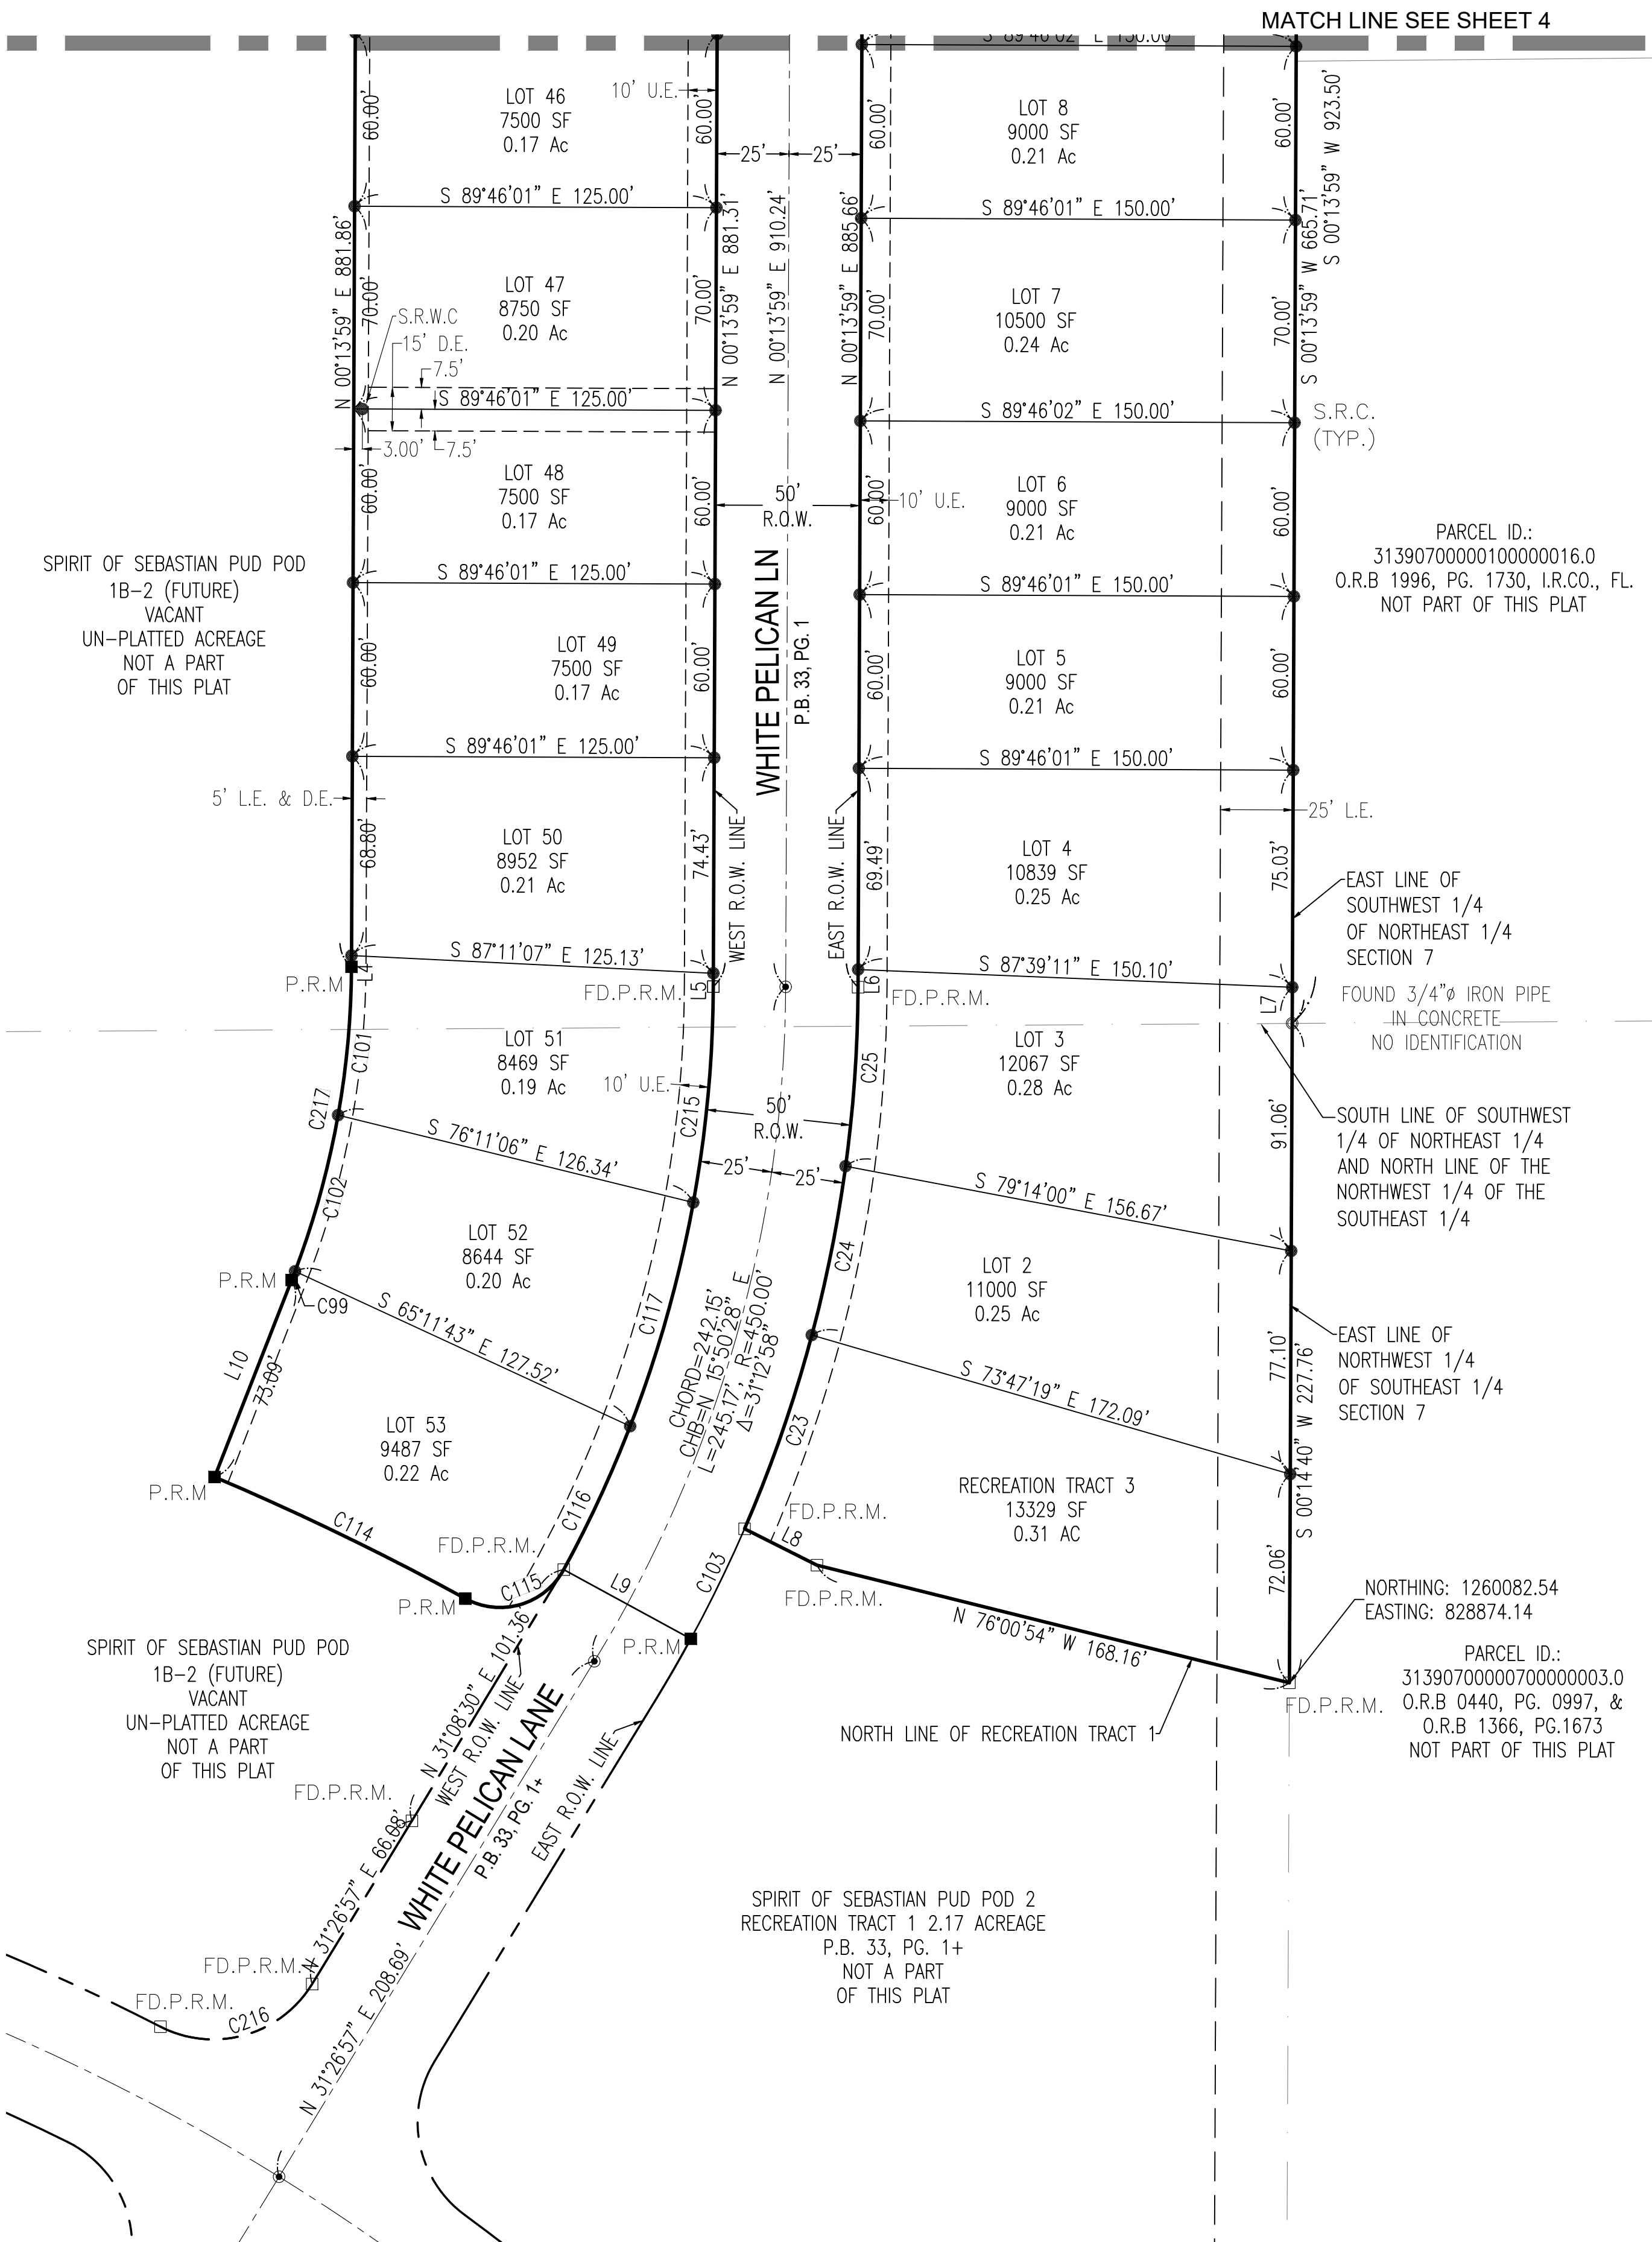 MATCH LINE SEE SHEET 4
S 89°46'02" E 150.00'
LOT 46
7500 SF
0.17 Ac
10' U.E.
60.00'
60.00'
25'
25'
LOT 8
9000 SF
0.21 Ac
60.00'
60.00'
S 00°13'59" W 923.50'
S 89°46'01" E 125.00'
S 89°46'01" E 150.00'
N 00°13'59" E 881.86'
N 00°13'59" E 881.31'
N 00°13'59" E 910.24'
N 00°13'59" E 885.66'
S 00°13'59" W 665.71'
LOT 47
8750 SF
0.20 Ac
70.00'
70.00'
S.R.W.C
15' D.E.
7.5'
S 89°46'01" E 125.00'
3.00'
7.5'
LOT 7
10500 SF
0.24 Ac
70.00'
70.00'
S 89°46'02" E 150.00'
S.R.C.
(TYP.)
LOT 48
7500 SF
0.17 Ac
60.00'
60.00'
50'
R.O.W.
10' U.E.
LOT 6
9000 SF
0.21 Ac
60.00'
60.00'
PARCEL ID.:
31390700000100000016.0
O.R.B 1996, PG. 1730, I.R.CO., FL.
NOT PART OF THIS PLAT
SPIRIT OF SEBASTIAN PUD POD
1B-2 (FUTURE)
VACANT
UN-PLATTED ACREAGE
NOT A PART
OF THIS PLAT
S 89°46'01" E 125.00'
S 89°46'01" E 150.00'
WHITE PELICAN LN
P.B. 33, PG. 1
LOT 49
7500 SF
0.17 Ac
60.00'
60.00'
LOT 5
9000 SF
0.21 Ac
60.00'
60.00'
S 89°46'01" E 125.00'
S 89°46'01" E 150.00'
5' L.E. & D.E.
25' L.E.
LOT 50
8952 SF
0.21 Ac
68.80'
74.43'
WEST R.O.W. LINE
EAST R.O.W. LINE
69.49'
LOT 4
10839 SF
0.25 Ac
75.03'
EAST LINE OF
SOUTHWEST 1/4
OF NORTHEAST 1/4
SECTION 7
S 87°11'07" E 125.13'
S 87°39'11" E 150.10'
P.R.M
L4
FD.P.R.M.
L5
L6
FD.P.R.M.
L7
FOUND 3/4"ø IRON PIPE
IN CONCRETE
NO IDENTIFICATION
LOT 51
8469 SF
0.19 Ac
C101
C217
10' U.E.
C215
50'
R.O.W.
C25
LOT 3
12067 SF
0.28 Ac
91.06'
SOUTH LINE OF SOUTHWEST
1/4 OF NORTHEAST 1/4
AND NORTH LINE OF THE
NORTHWEST 1/4 OF THE
SOUTHEAST 1/4
S 76°11'06" E 126.34'
25'
25'
S 79°14'00" E 156.67'
C102
LOT 52
8644 SF
0.20 Ac
P.R.M
C99
C24
LOT 2
11000 SF
0.25 Ac
77.10'
S 00°14'40" W 227.76'
EAST LINE OF
NORTHWEST 1/4
OF SOUTHEAST 1/4
SECTION 7
S 65°11'43" E 127.52'
C117
CHORD=242.15'
CHB=N 15°50'28" E
L=245.17', R=450.00'
Δ=31°12'58"
S 73°47'19" E 172.09'
L10
73.09'
LOT 53
9487 SF
0.22 Ac
P.R.M
C23
RECREATION TRACT 3
13329 SF
0.31 AC
C114
FD.P.R.M.
C116
C115
P.R.M
L9
C103
FD.P.R.M.
L8
FD.P.R.M.
72.06'
N 76°00'54" W 168.16'
NORTHING: 1260082.54
EASTING: 828874.14
P.R.M
SPIRIT OF SEBASTIAN PUD POD
1B-2 (FUTURE)
VACANT
UN-PLATTED ACREAGE
NOT A PART
OF THIS PLAT
N 31°08'30" E 101.36'
WEST R.O.W. LINE
NORTH LINE OF RECREATION TRACT 1
FD.P.R.M.
PARCEL ID.:
31390700000700000003.0
O.R.B 0440, PG. 0997, &
O.R.B 1366, PG.1673
NOT PART OF THIS PLAT
WHITE PELICAN LANE
P.B. 33, PG. 1+
EAST R.O.W. LINE
FD.P.R.M.
N 31°26'57" E 66.08'
FD.P.R.M.
FD.P.R.M.
C216
N 31°26'57" E 208.69'
SPIRIT OF SEBASTIAN PUD POD 2
RECREATION TRACT 1 2.17 ACREAGE
P.B. 33, PG. 1+
NOT A PART
OF THIS PLAT